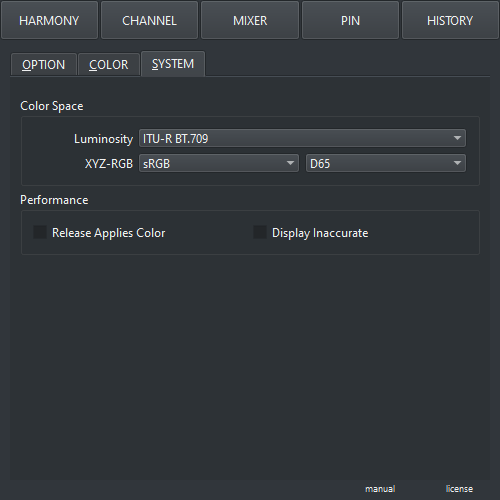 HARMONY CHANNEL MIXER PIN HISTORY
OPTION COLOR SYSTEM
Color Space
Luminosity ITU-R BT.709
XYZ-RGB sRGB D65
Performance
Release Applies Color Display Inaccurate
manual license